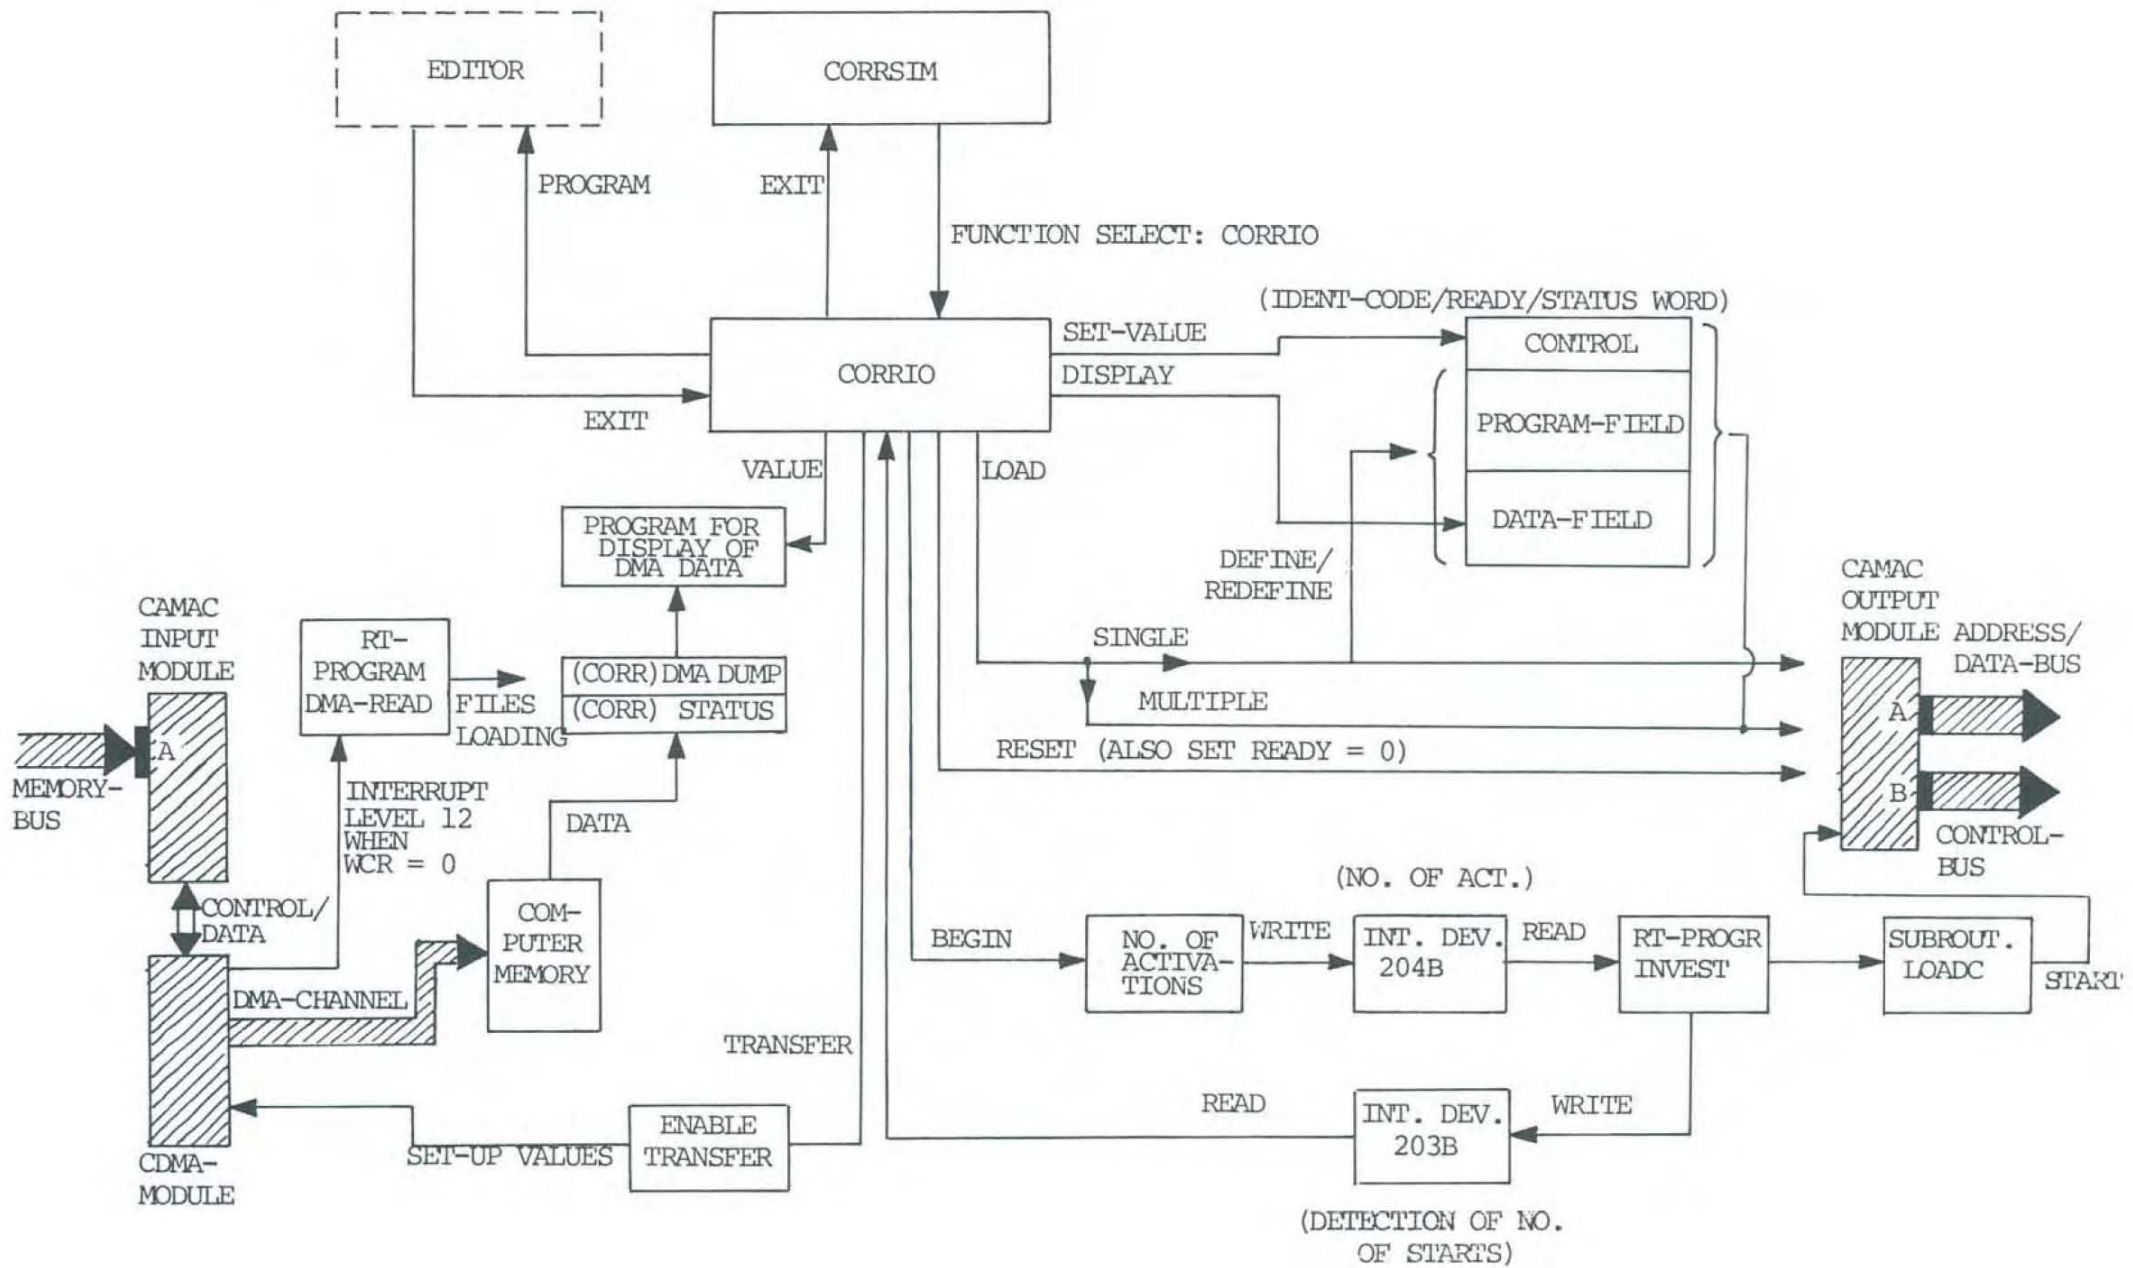 EDITOR
CORRSIM
PROGRAM
EXIT
FUNCTION SELECT: CORRIO
(IDENT-CODE/READY/STATUS WORD)
SET-VALUE
CONTROL
CORRIO
DISPLAY
EXIT
PROGRAM-FIELD
VALUE
LOAD
DATA-FIELD
PROGRAM FOR
DISPLAY OF
DMA DATA
DEFINE/
REDEFINE
CAMAC
INPUT
MODULE
RT-
PROGRAM
DMA-READ
FILES
LOADING
(CORR) DMA DUMP
(CORR) STATUS
SINGLE
MULTIPLE
CAMAC
OUTPUT
MODULE
ADDRESS/
DATA-BUS
A
A
B
RESET (ALSO SET READY = 0)
MEMORY-
BUS
INTERRUPT
LEVEL 12
WHEN
WCR = 0
DATA
CONTROL-
BUS
CONTROL/
DATA
COM-
PUTER
MEMORY
DMA-CHANNEL
(NO. OF ACT.)
BEGIN
NO. OF
ACTIVA-
TIONS
WRITE
INT. DEV.
204B
READ
RT-PROGR
INVEST
SUBROUT.
LOADC
START
TRANSFER
READ
INT. DEV.
203B
WRITE
SET-UP VALUES
ENABLE
TRANSFER
CDMA-
MODULE
(DETECTION OF NO.
OF STARTS)